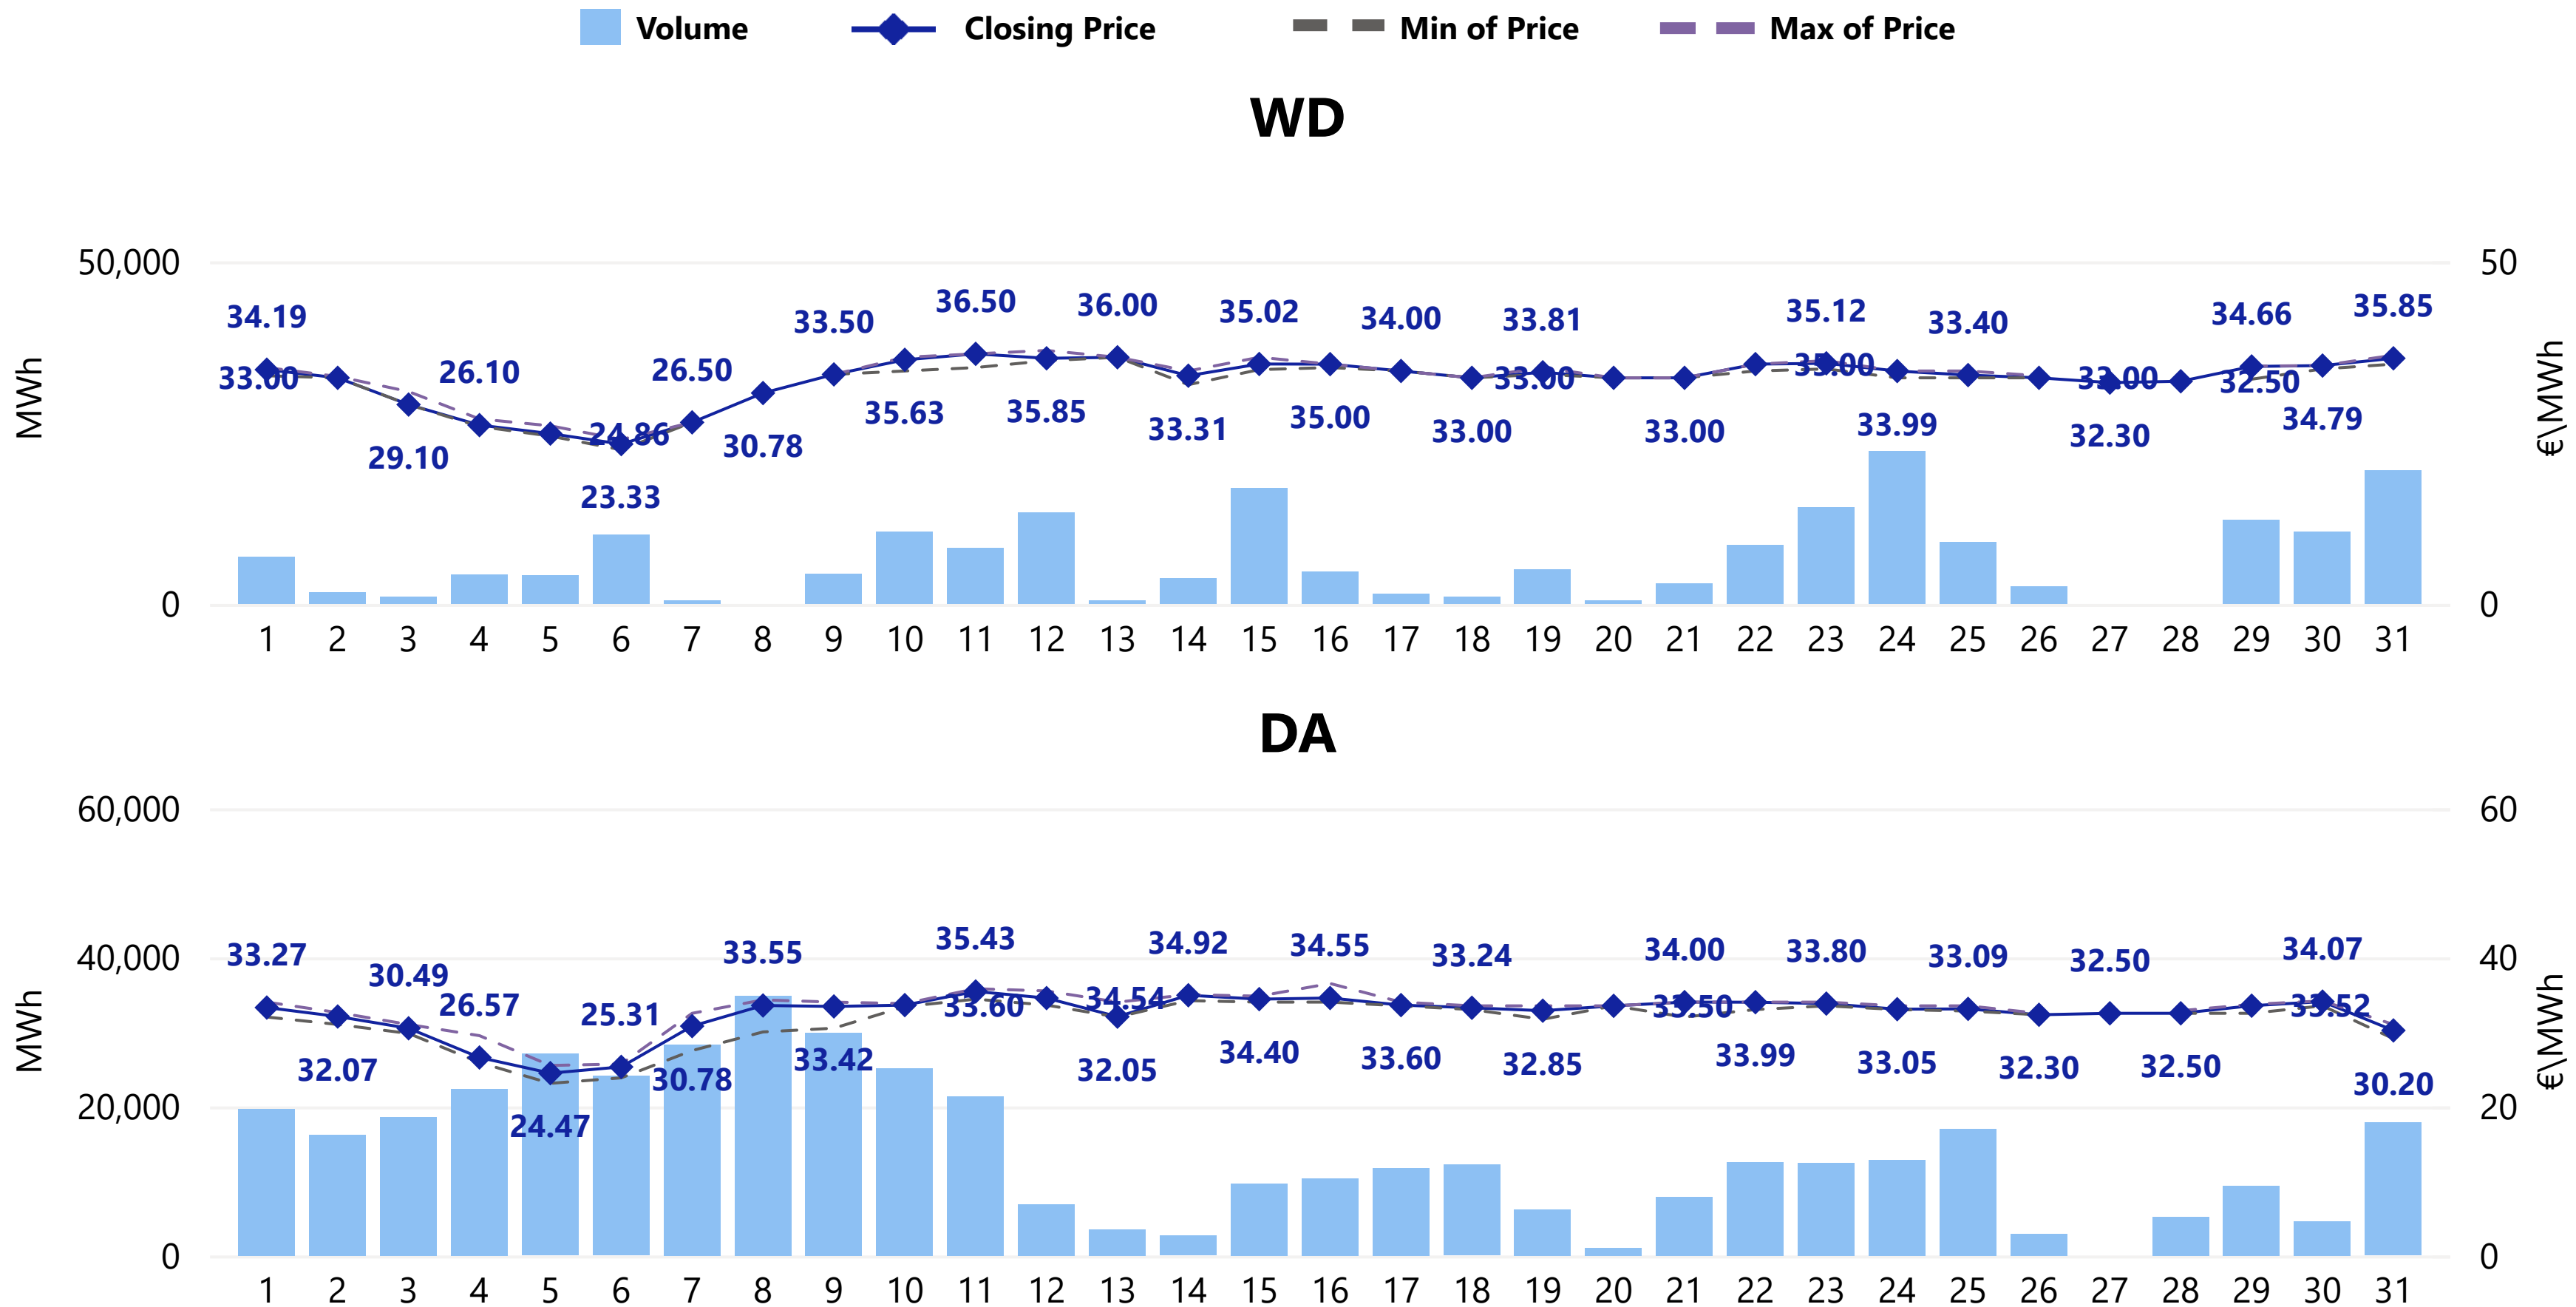 Volume Closing Price Min of Price Max of Price
WD
50,000 50
36.50 36.00 35.85
34.19 33.50 35.02 34.00 33.81 35.12 33.40 34.66
26.10 26.50
33.00 33.00 35.00 33.00 32.50
MWh €\MWh
29.10 24.86 30.78 35.63 35.85 33.31 35.00 33.00 33.00 33.99 32.30 34.79
23.33
0 0
1 2 3 4 5 6 7 8 9 10 11 12 13 14 15 16 17 18 19 20 21 22 23 24 25 26 27 28 29 30 31
DA
60,000 60
33.27 33.55 35.43 34.92 34.55 33.24 34.00 33.80 33.09 32.50 34.07
40,000 40
30.49
26.57 25.31 33.60 34.54 33.50 33.52
MWh €\MWh
32.07 30.78 33.42 32.05 34.40 33.60 32.85 33.99 33.05 32.30 32.50 30.20
20,000 20
24.47
0 0
1 2 3 4 5 6 7 8 9 10 11 12 13 14 15 16 17 18 19 20 21 22 23 24 25 26 27 28 29 30 31